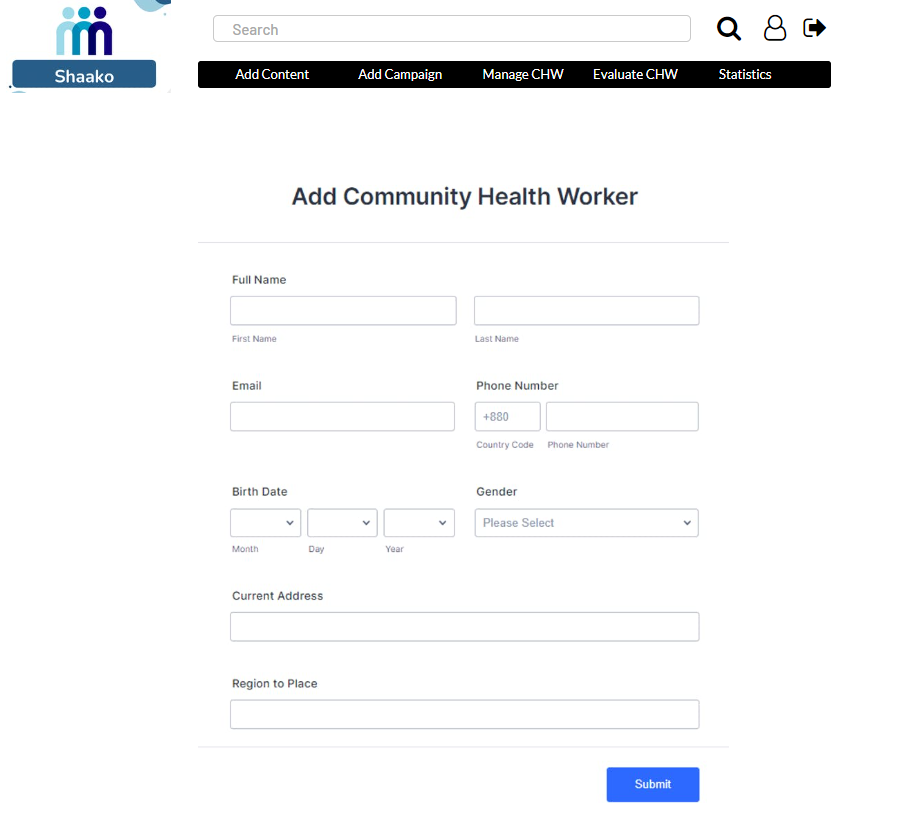 Shaako
Search
Add Content Add Campaign Manage CHW Evaluate CHW Statistics
Add Community Health Worker
Full Name
First Name Last Name
Email Phone Number
+880
Country Code Phone Number
Birth Date Gender
Please Select
Month Day Year
Current Address
Region to Place
Submit